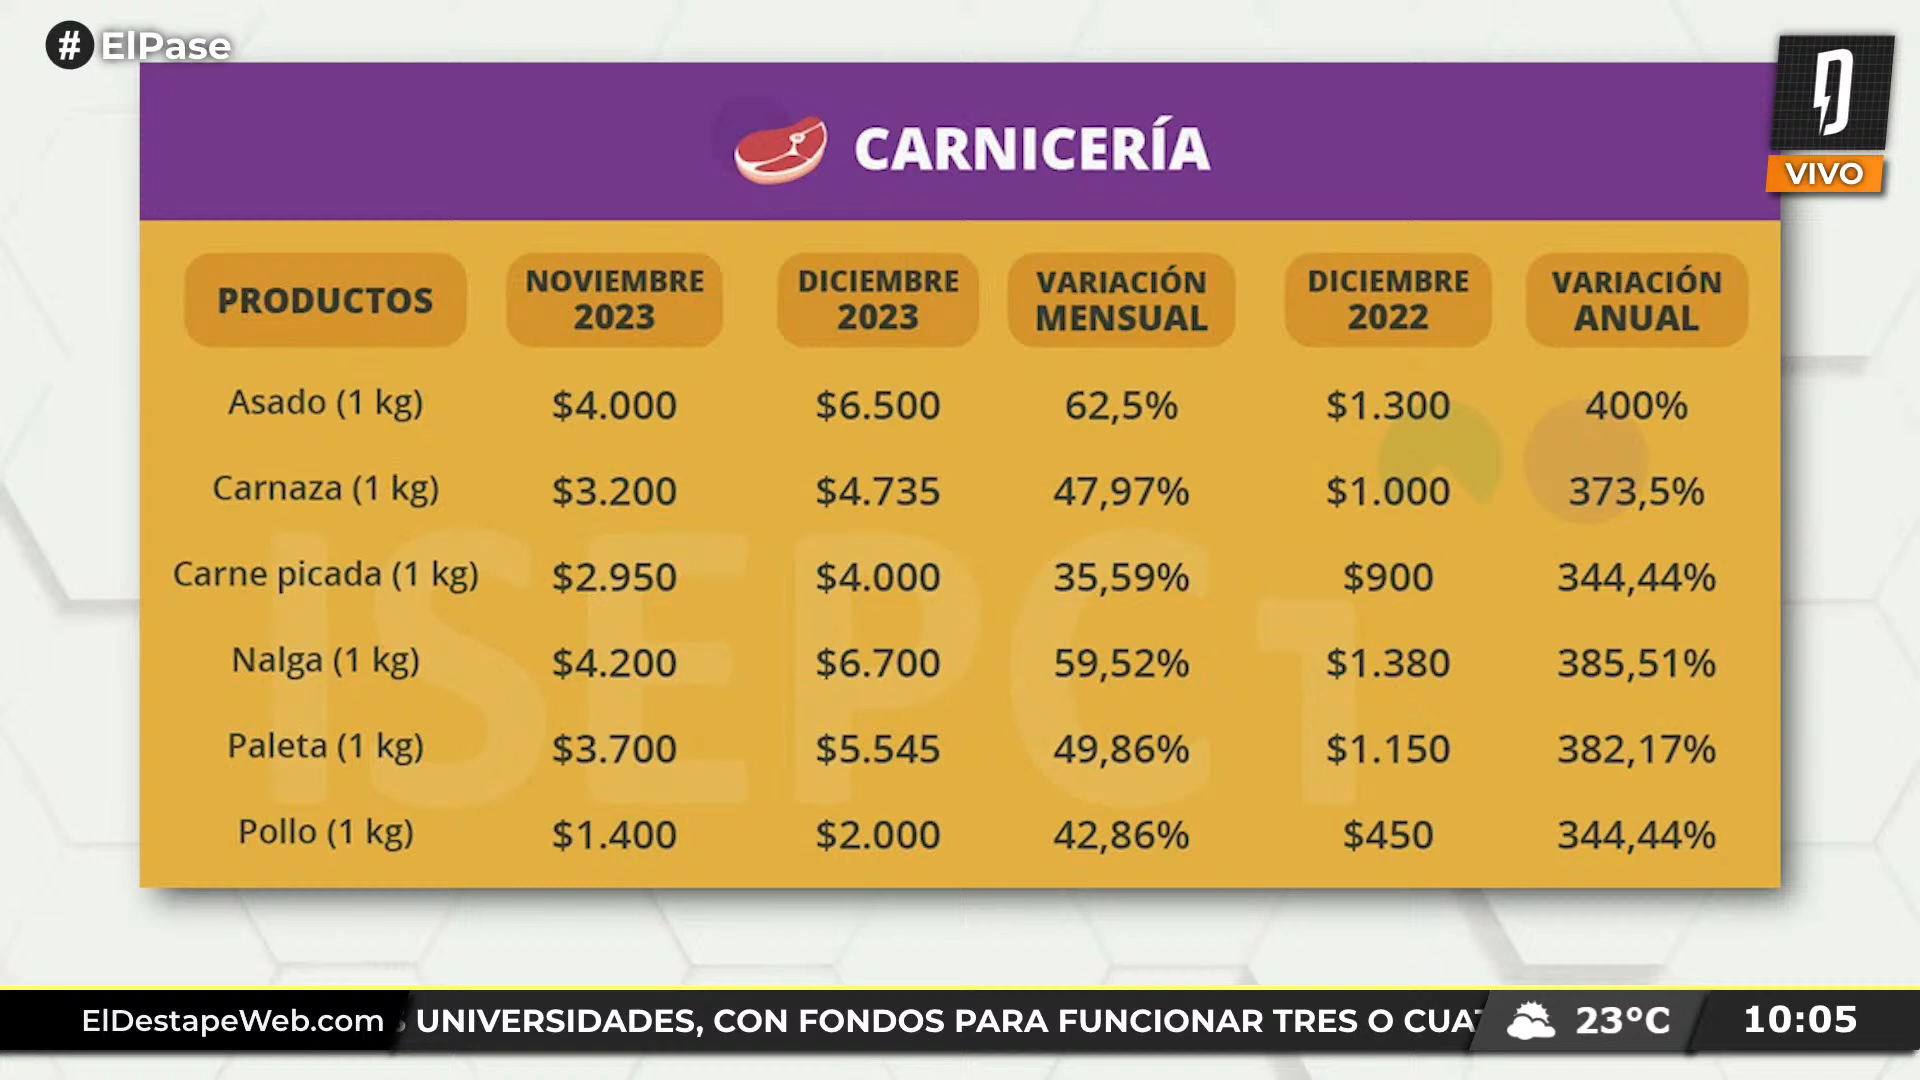 # ElPase
VIVO
CARNICERÍA
PRODUCTOS NOVIEMBRE 2023 DICIEMBRE 2023 VARIACIÓN MENSUAL DICIEMBRE 2022 VARIACIÓN ANUAL
Asado (1 kg) $4.000 $6.500 62,5% $1.300 400%
Carnaza (1 kg) $3.200 $4.735 47,97% $1.000 373,5%
Carne picada (1 kg) $2.950 $4.000 35,59% $900 344,44%
Nalga (1 kg) $4.200 $6.700 59,52% $1.380 385,51%
Paleta (1 kg) $3.700 $5.545 49,86% $1.150 382,17%
Pollo (1 kg) $1.400 $2.000 42,86% $450 344,44%
ISEPC
ElDestapeWeb.com UNIVERSIDADES, CON FONDOS PARA FUNCIONAR TRES O 23°C 10:05